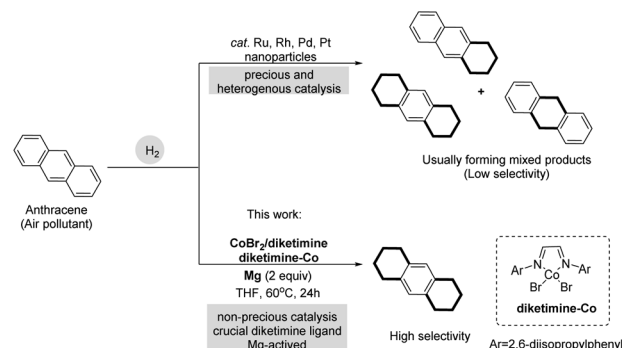 cat. Ru, Rh, Pd, Pt
nanoparticles
precious and
heterogenous catalysis
+
Usually forming mixed products
(Low selectivity)
H2
Anthracene
(Air pollutant)
This work:
CoBr2/diketimine
diketimine-Co
Mg (2 equiv)
THF, 60°C, 24h
non-precious catalysis
crucial diketimine ligand
Mg-actived
High selectivity
Ar N N Ar
Co
Br Br
diketimine-Co
Ar=2,6-diisopropylphenyl